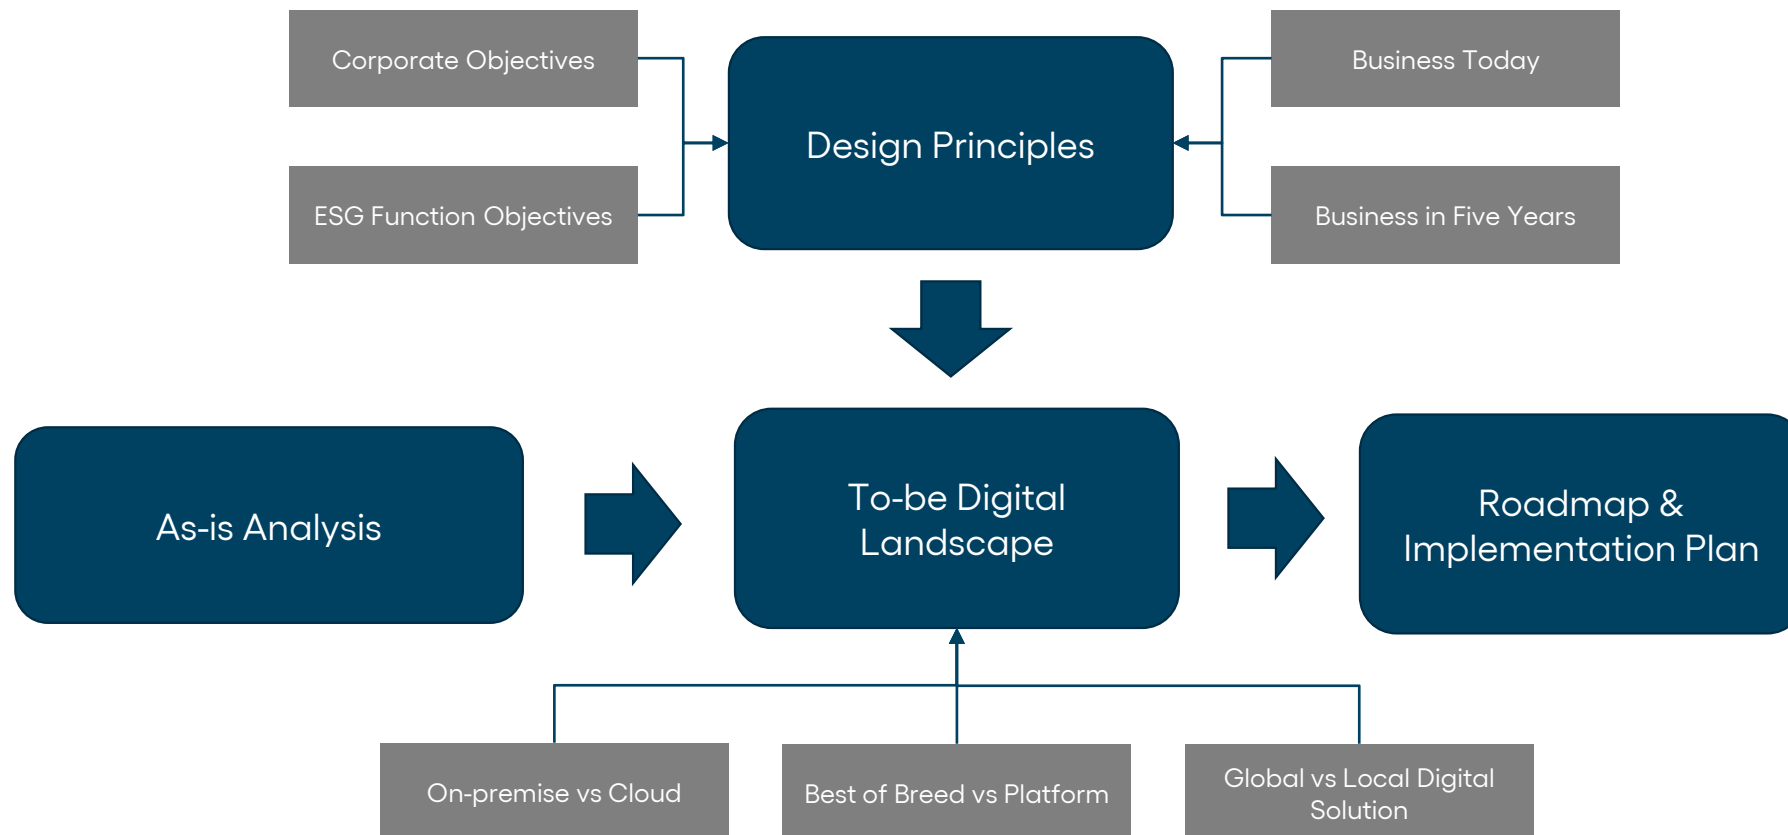 Corporate Objectives
Business Today
Design Principles
ESG Function Objectives
Business in Five Years
As-is Analysis
To-be Digital
Landscape
Roadmap &
Implementation Plan
On-premise vs Cloud
Best of Breed vs Platform
Global vs Local Digital
Solution